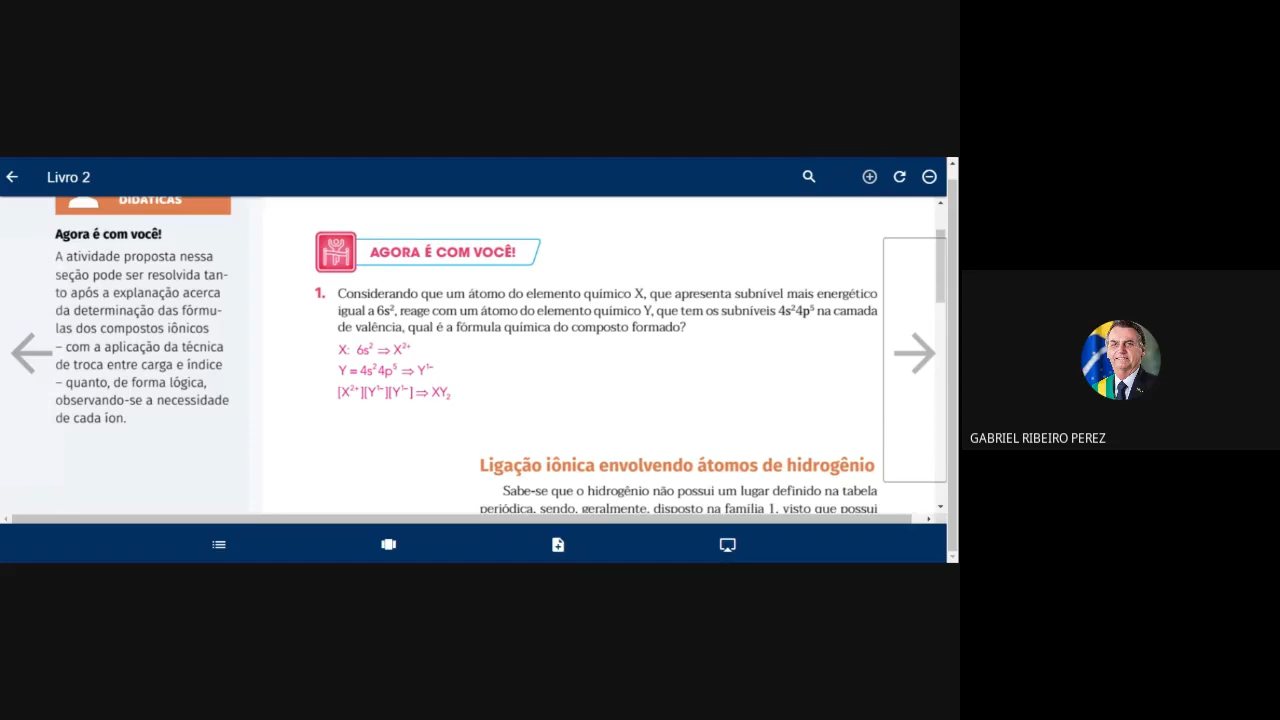 Livro 2
DIDÁTICAS
Agora é com você!
A atividade proposta nessa
seção pode ser resolvida tan-
to após a explanação acerca
da determinação das fórmu-
las dos compostos iônicos
– com a aplicação da técnica
de troca entre carga e índice
– quanto, de forma lógica,
observando-se a necessidade
de cada íon.
AGORA É COM VOCÊ!
1. Considerando que um átomo do elemento químico X, que apresenta subnível mais energético
igual a 6s², reage com um átomo do elemento químico Y, que tem os subníveis 4s²4p⁵ na camada
de valência, qual é a fórmula química do composto formado?
X: 6s² ⇒ X²⁺
Y = 4s²4p⁵ ⇒ Y¹⁻
[X²⁺][Y¹⁻][Y¹⁻] ⇒ XY₂
Ligação iônica envolvendo átomos de hidrogênio
Sabe-se que o hidrogênio não possui um lugar definido na tabela
periódica, sendo, geralmente, disposto na família 1, visto que possui
GABRIEL RIBEIRO PEREZ